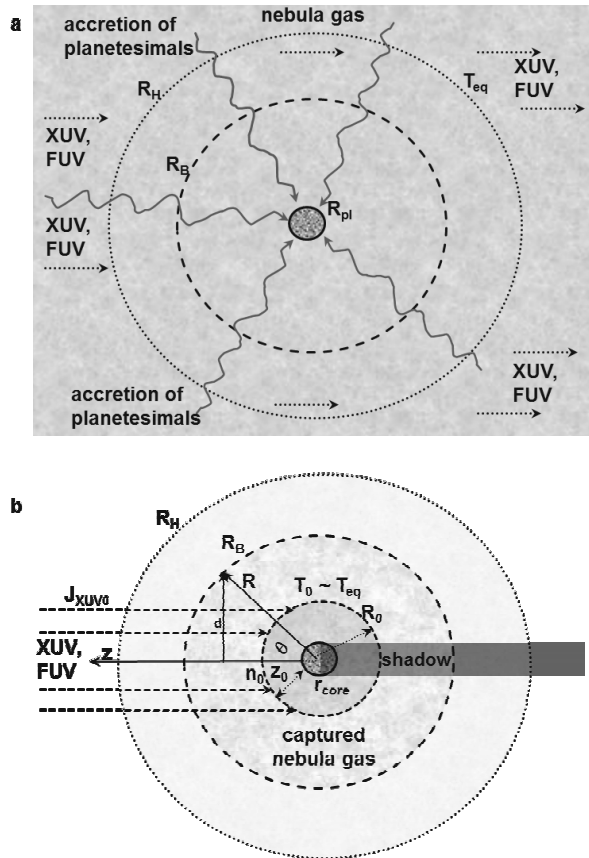 a
accretion of
planetesimals
nebula gas
R_H
T_eq
XUV,
FUV
XUV,
FUV
R_B
R_pl
XUV,
FUV
XUV,
FUV
accretion of
planetesimals
b
R_H
R_B
R
T_0 ~ T_eq
J_XUV0
R_0
d
θ
XUV,
FUV
z
n_0
z_0
r_core
shadow
captured
nebula gas